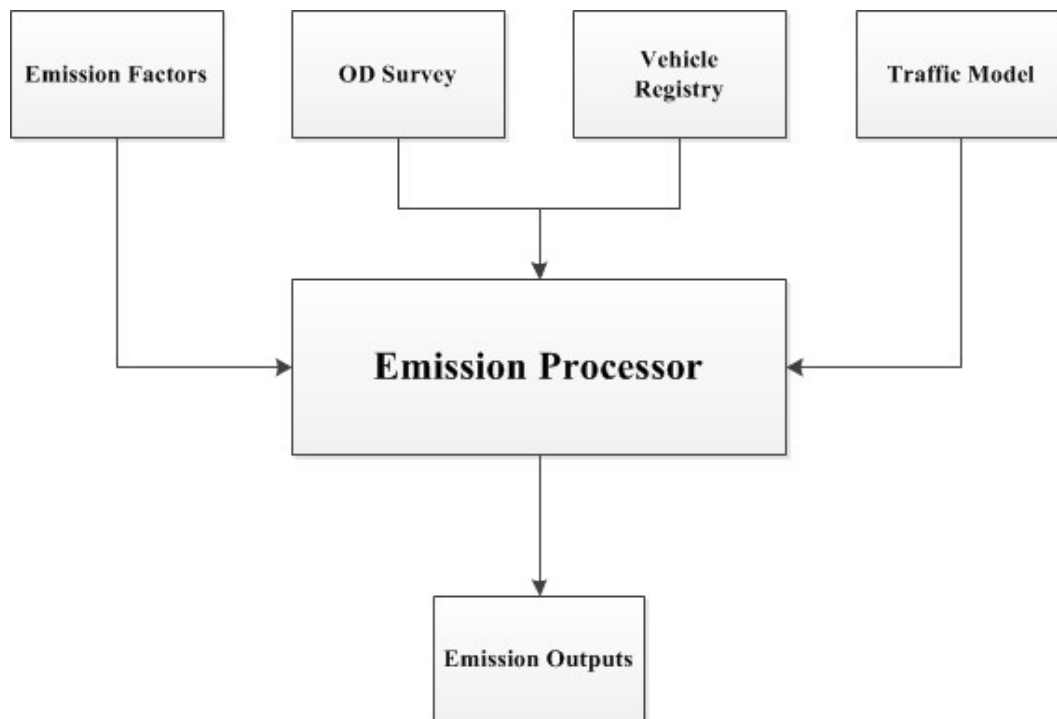 Emission Factors
OD Survey
Vehicle
Registry
Traffic Model
Emission Processor
Emission Outputs